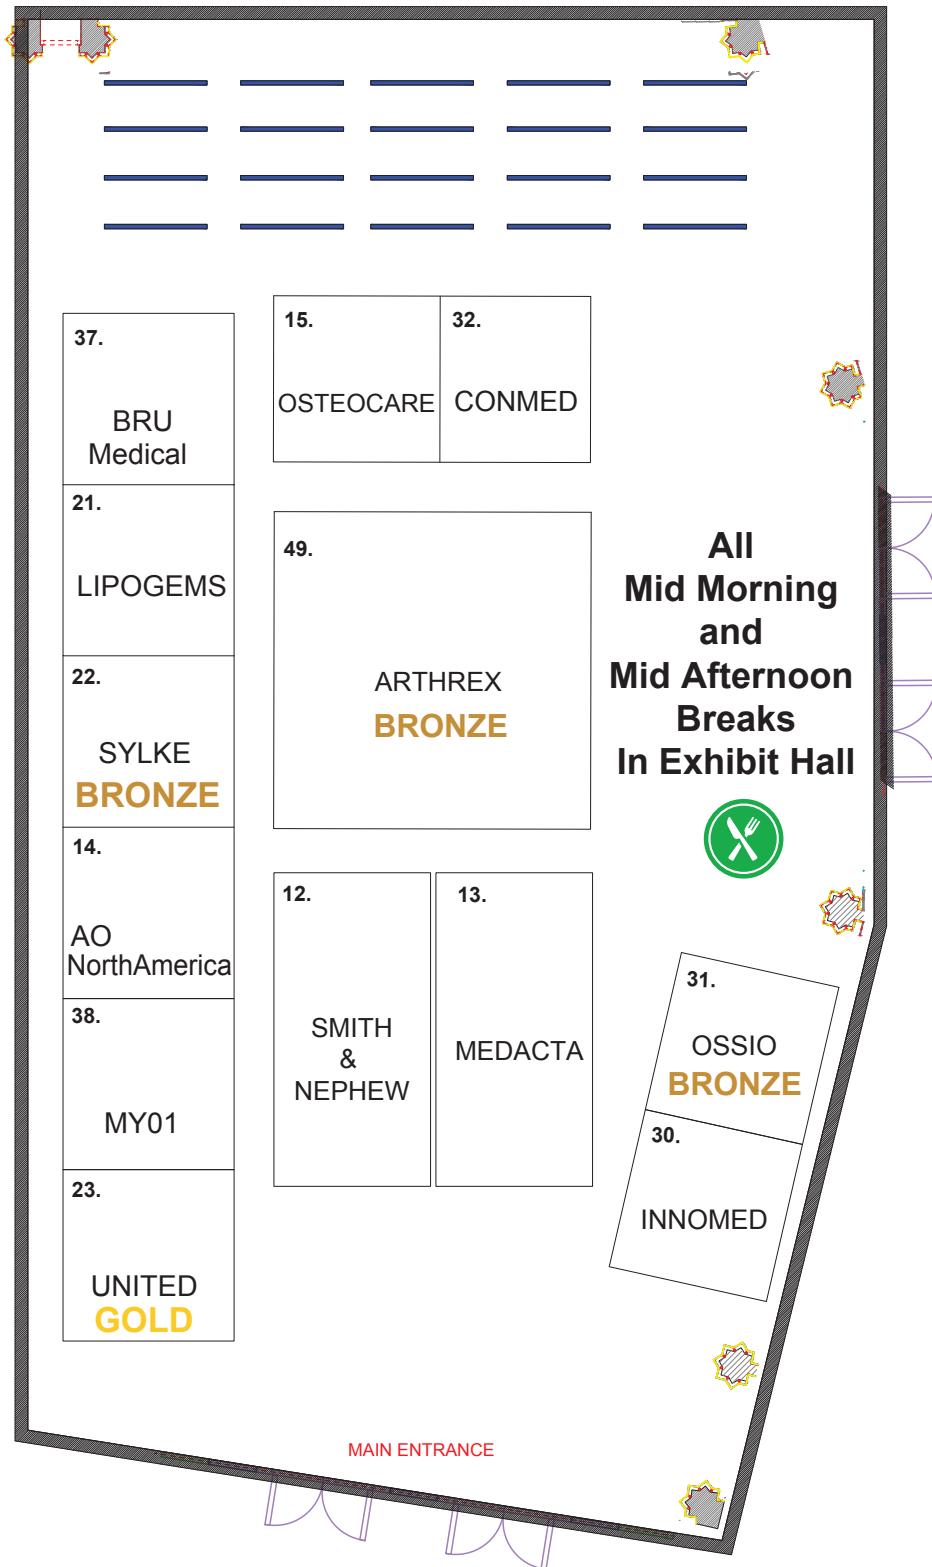 37.
BRU
Medical
21.
LIPOGEMS
22.
SYLKE
BRONZE
14.
AO
NorthAmerica
38.
MY01
23.
UNITED
GOLD
15.
OSTEOCARE
32.
CONMED
49.
ARTHREX
BRONZE
12.
SMITH
&
NEPHEW
13.
MEDACTA
All
Mid Morning
and
Mid Afternoon
Breaks
In Exhibit Hall
31.
OSSIO
BRONZE
30.
INNOMED
MAIN ENTRANCE